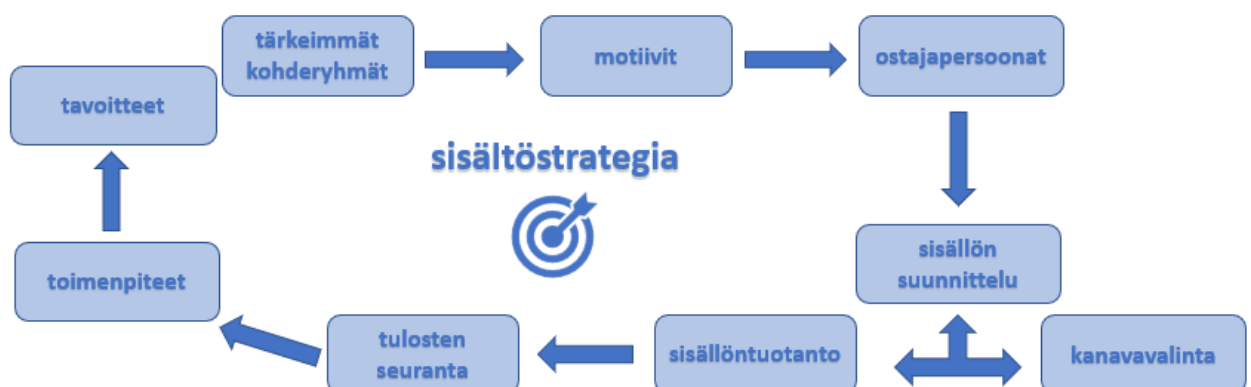 tärkeimmät
kohderyhmät
motiivit
ostajapersoonat
tavoitteet
sisältöstrategia
sisällön
suunnittelu
toimenpiteet
tulosten
seuranta
sisällöntuotanto
kanavavalinta